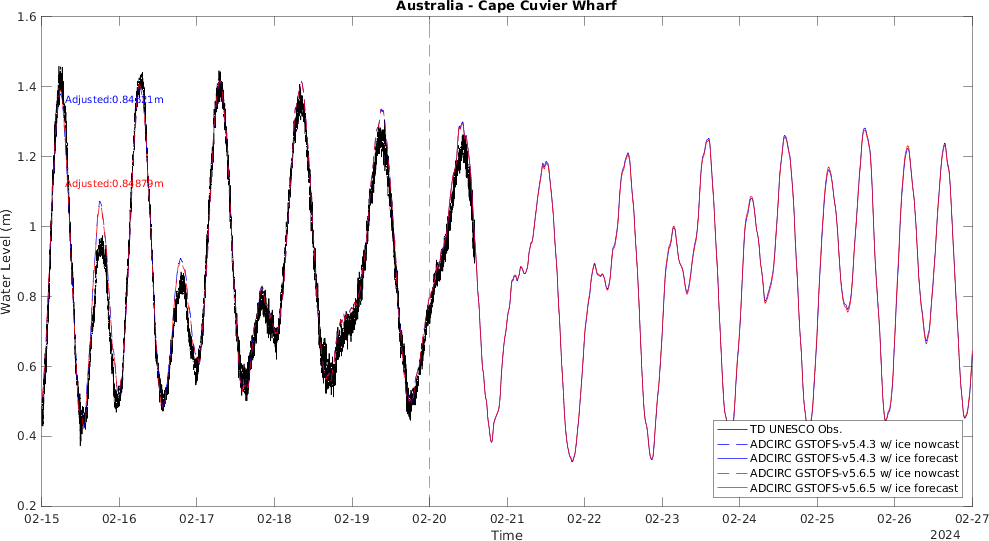 Australia - Cape Cuvier Wharf
1.6
1.4
1.2
1
0.8
0.6
0.4
0.2
Water Level (m)
Adjusted:0.84621m
Adjusted:0.84879m
TD UNESCO Obs.
ADCIRC GSTOFS-v5.4.3 w/ ice nowcast
ADCIRC GSTOFS-v5.4.3 w/ ice forecast
ADCIRC GSTOFS-v5.6.5 w/ ice nowcast
ADCIRC GSTOFS-v5.6.5 w/ ice forecast
02-15 02-16 02-17 02-18 02-19 02-20 02-21 02-22 02-23 02-24 02-25 02-26 02-27
Time
2024